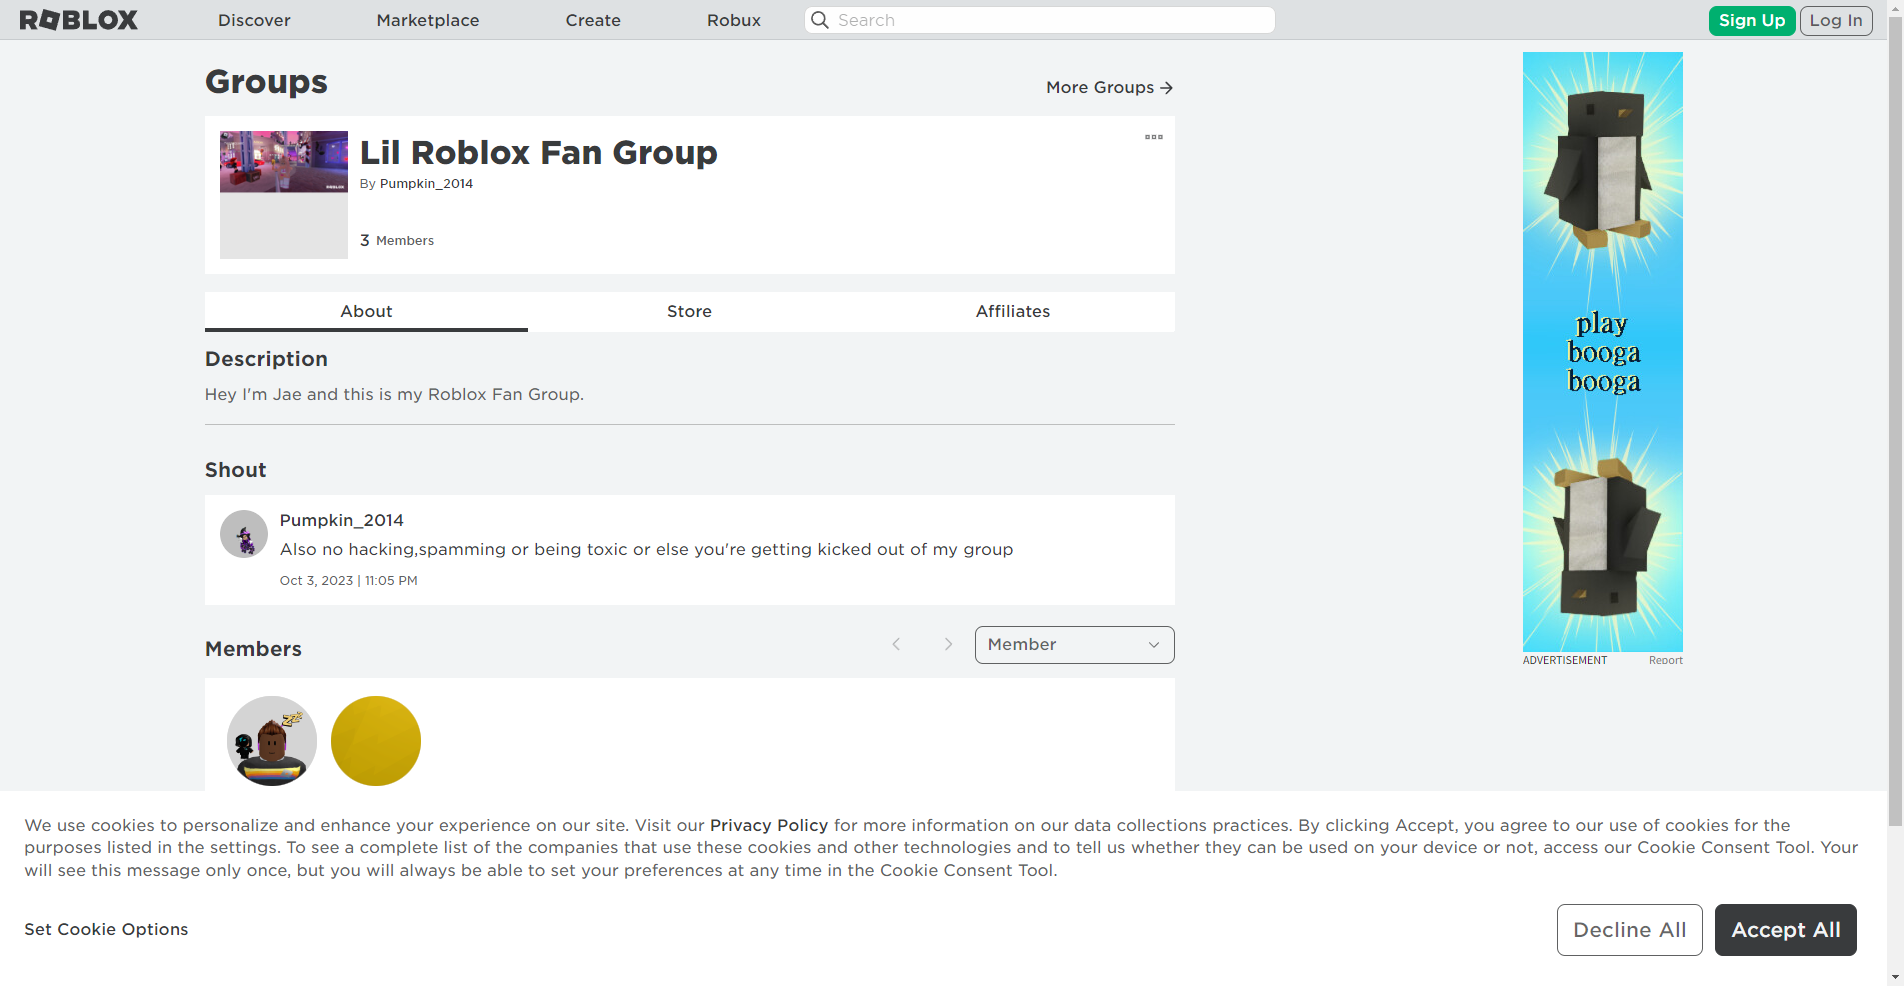 ROBLOX Discover Marketplace Create Robux Search Sign Up Log In
Groups
More Groups
Lil Roblox Fan Group
By Pumpkin_2014
ROBLOX
3 Members
About Store Affiliates
Description
Hey I'm Jae and this is my Roblox Fan Group.
Shout
Pumpkin_2014
Also no hacking,spamming or being toxic or else you're getting kicked out of my group
Oct 3, 2023 | 11:05 PM
Members
Member
play
booga
booga
ADVERTISEMENT Report
We use cookies to personalize and enhance your experience on our site. Visit our Privacy Policy for more information on our data collections practices. By clicking Accept, you agree to our use of cookies for the
purposes listed in the settings. To see a complete list of the companies that use these cookies and other technologies and to tell us whether they can be used on your device or not, access our Cookie Consent Tool. Your
will see this message only once, but you will always be able to set your preferences at any time in the Cookie Consent Tool.
Set Cookie Options
Decline All
Accept All